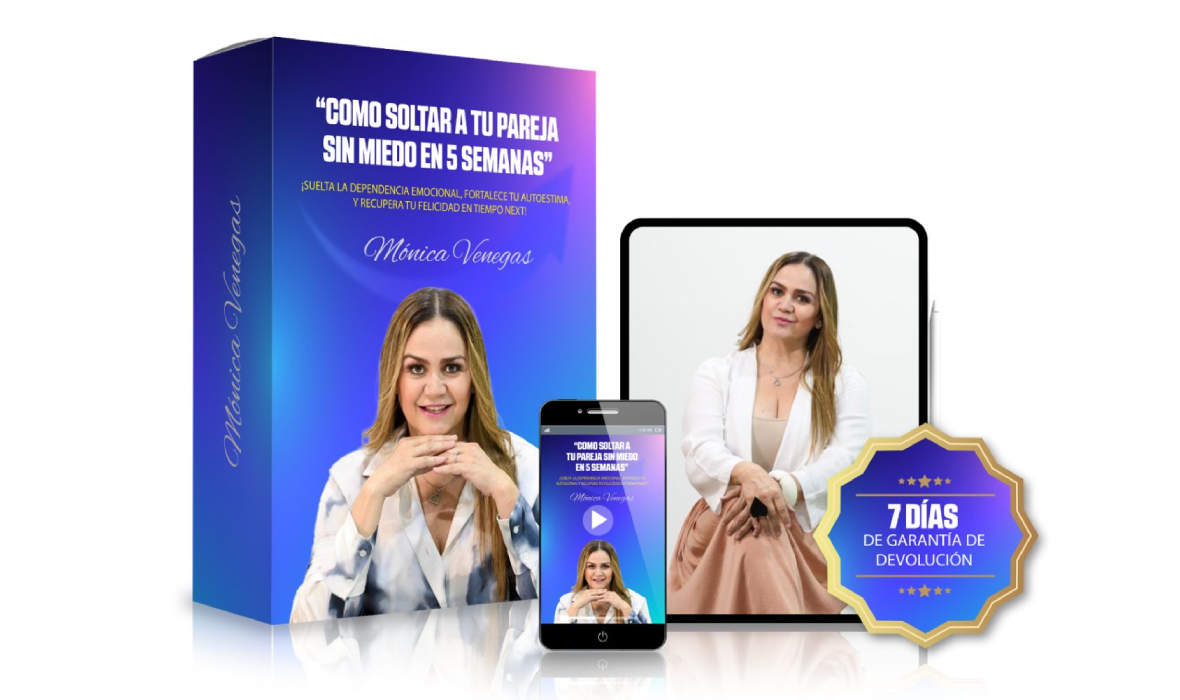 “COMO SOLTAR A TU PAREJA
SIN MIEDO EN 5 SEMANAS”
¡SUELTA LA DEPENDENCIA EMOCIONAL, FORTALECE TU AUTOESTIMA,
Y RECUPERA TU FELICIDAD EN TIEMPO NEXT!
Mónica Venegas
Mónica Venegas
“COMO SOLTAR A
TU PAREJA SIN MIEDO
EN 5 SEMANAS”
Mónica Venegas
7 DÍAS
DE GARANTÍA DE
DEVOLUCIÓN